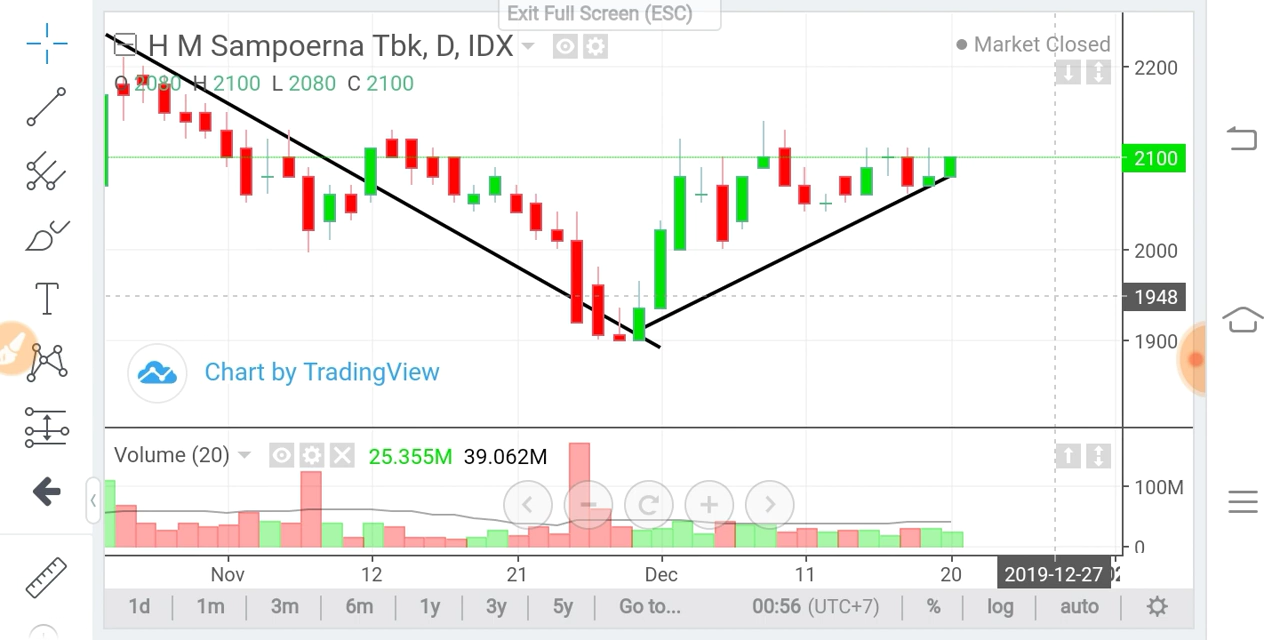 Exit Full Screen (ESC)
H M Sampoerna Tbk, D, IDX
Market Closed
O 2080 H 2100 L 2080 C 2100
2200
2100
2000
1948
1900
Chart by TradingView
Volume (20) 25.355M 39.062M
100M
0
Nov 12 21 Dec 11 20 2019-12-27
1d 1m 3m 6m 1y 3y 5y Go to... 00:56 (UTC+7) % log auto